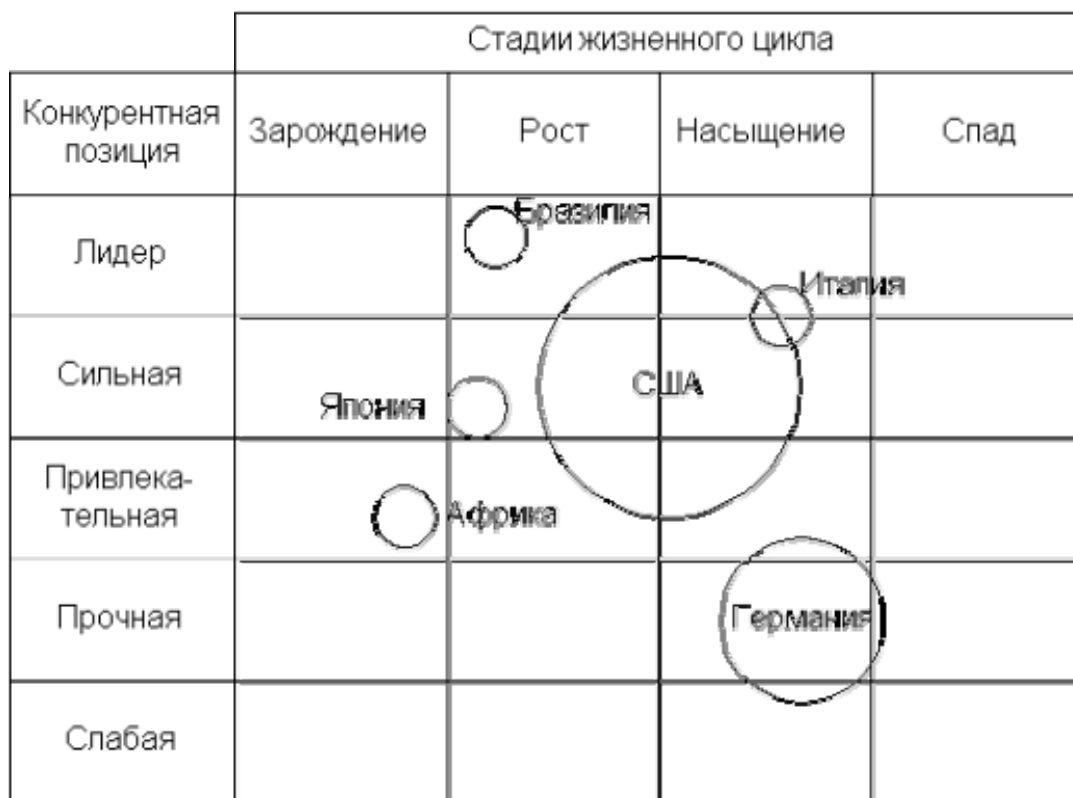 Стадии жизненного цикла
Конкурентная
позиция
Зарождение
Рост
Насыщение
Спад
Лидер
Бразилия
Италия
Сильная
Япония
США
Привлека-
тельная
Африка
Прочная
Германия
Слабая